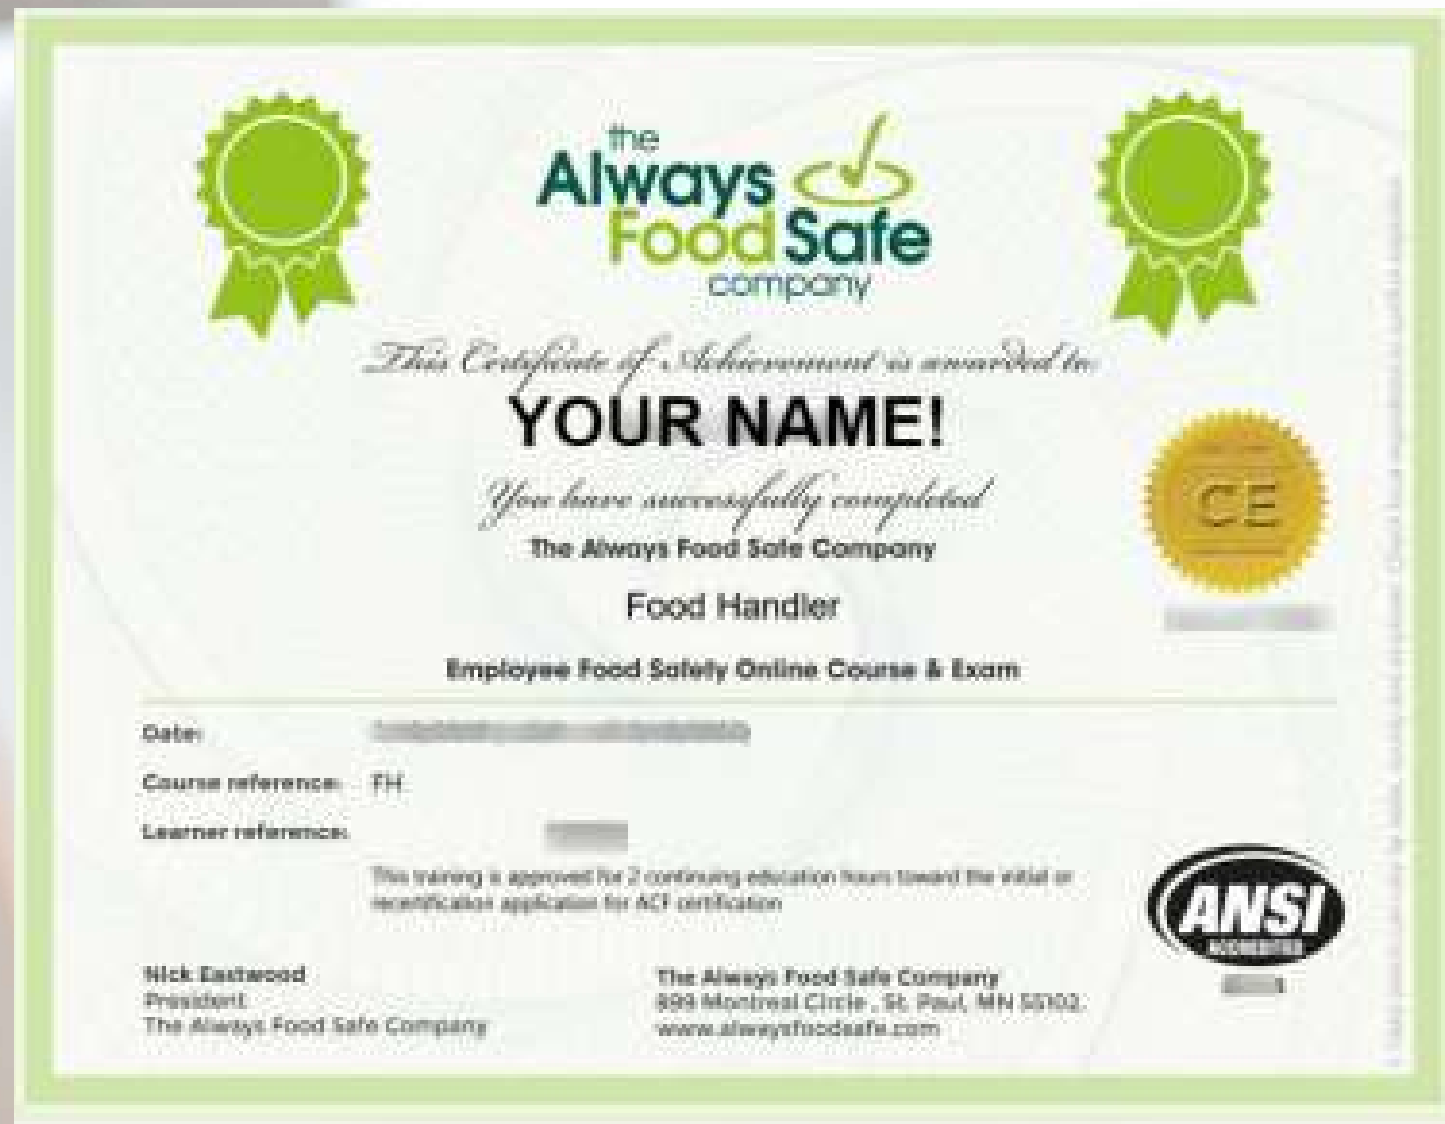 the
Always
Food Safe
company
This Certificate of Achievement is awarded to:
YOUR NAME!
You have successfully completed
The Always Food Safe Company
CE
Food Handler
Employee Food Safety Online Course & Exam
Date:
Course reference: FH
Learner reference:
This training is approved for 2 continuing education hours toward the initial or
recertification application for ACF certification
ANSI
ACCREDITED
Nick Eastwood
President
The Always Food Safe Company
The Always Food Safe Company
899 Montreal Circle, St. Paul, MN 55102,
www.alwaysfoodsafe.com